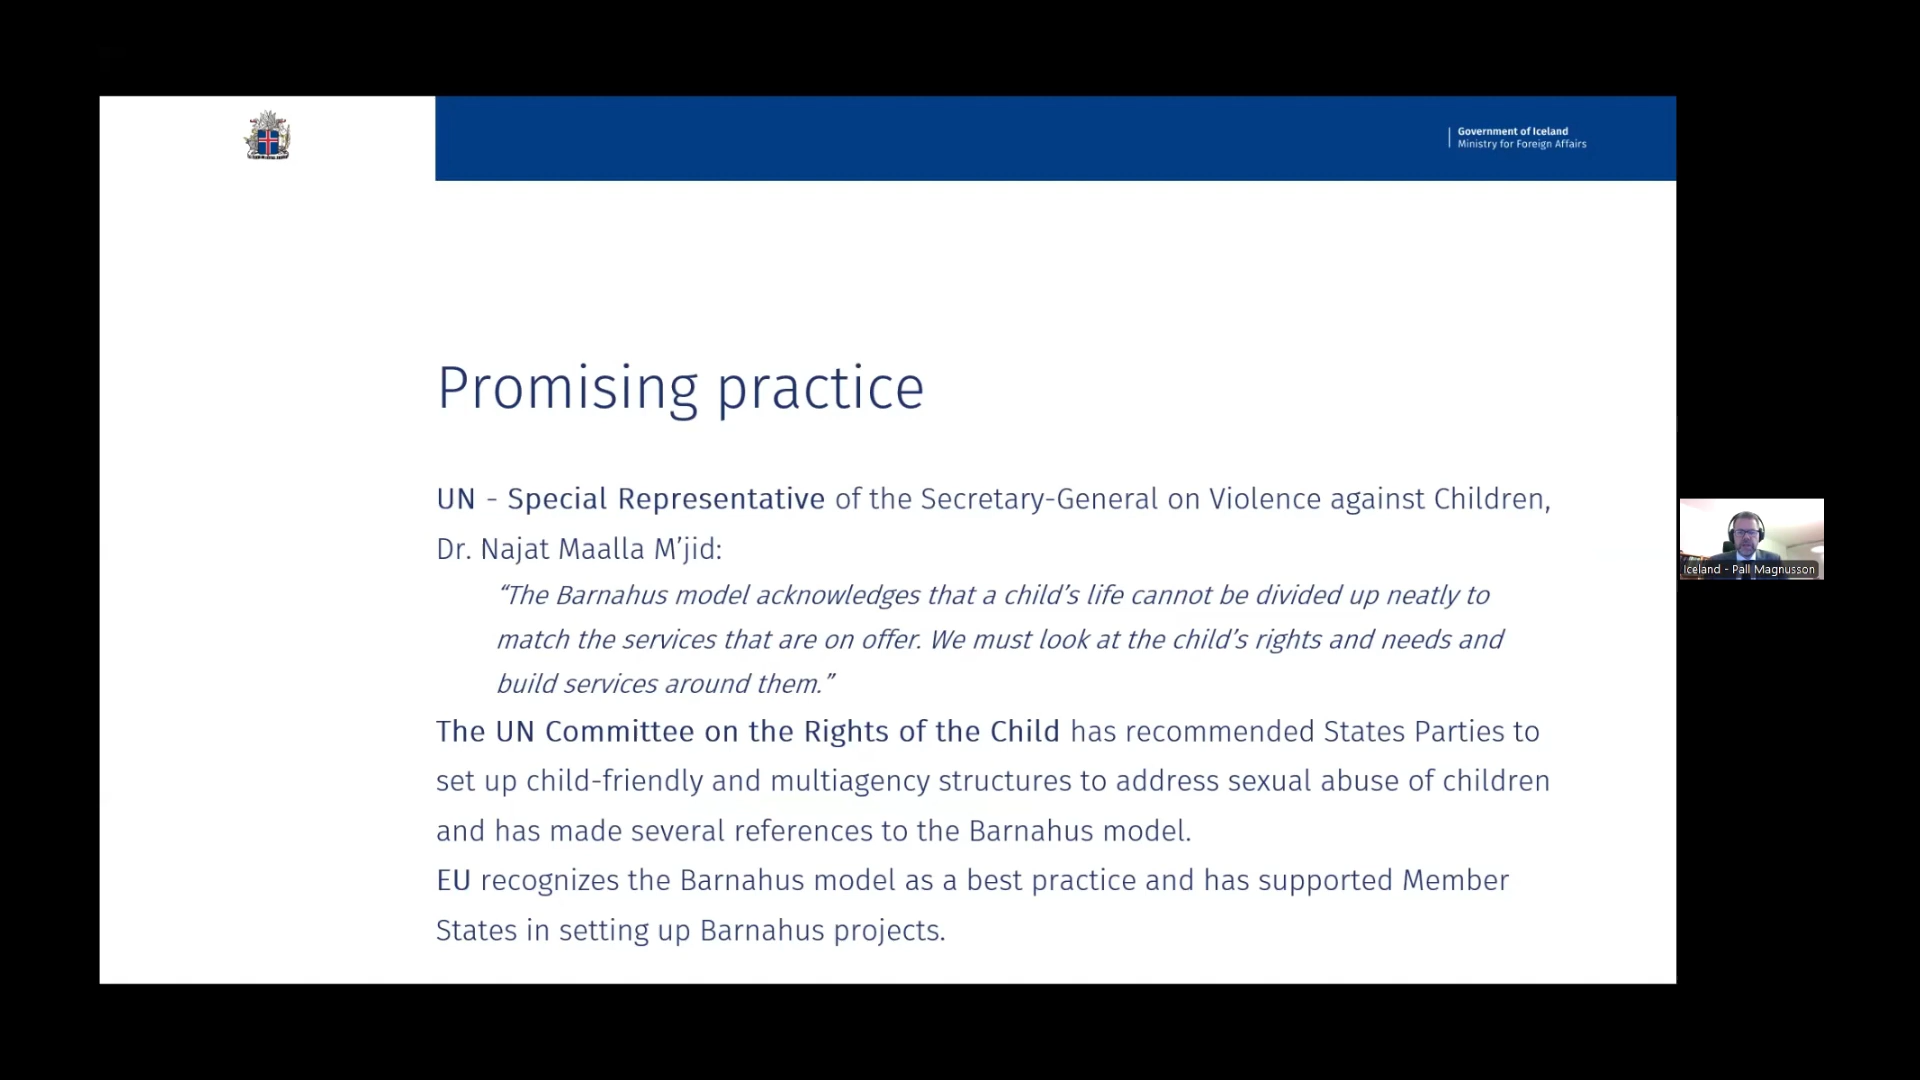 Government of Iceland
Ministry for Foreign Affairs
Promising practice
UN - Special Representative of the Secretary-General on Violence against Children,
Dr. Najat Maalla M’jid:
“The Barnahus model acknowledges that a child’s life cannot be divided up neatly to
match the services that are on offer. We must look at the child’s rights and needs and
build services around them.”
The UN Committee on the Rights of the Child has recommended States Parties to
set up child-friendly and multiagency structures to address sexual abuse of children
and has made several references to the Barnahus model.
EU recognizes the Barnahus model as a best practice and has supported Member
States in setting up Barnahus projects.
Iceland - Pall Magnusson